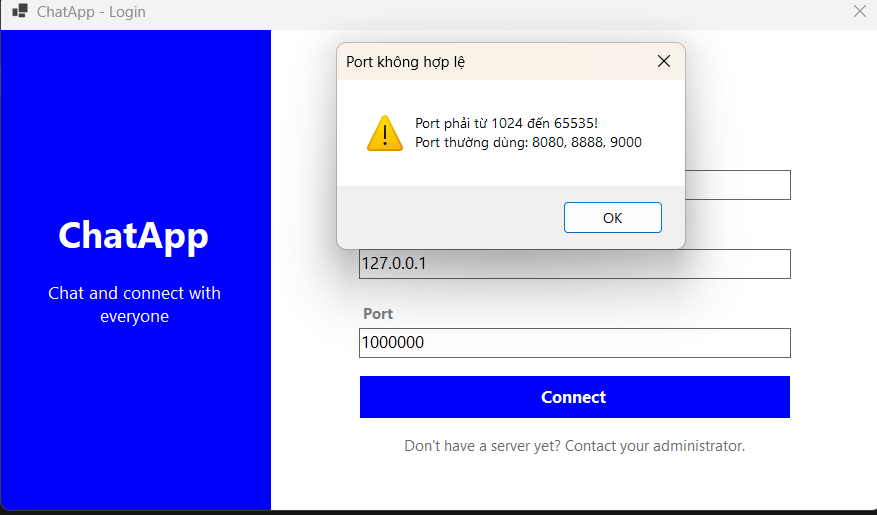 ChatApp - Login
Port không hợp lệ
Port phải từ 1024 đến 65535!
Port thường dùng: 8080, 8888, 9000
OK
ChatApp
Chat and connect with
everyone
127.0.0.1
Port
1000000
Connect
Don't have a server yet? Contact your administrator.